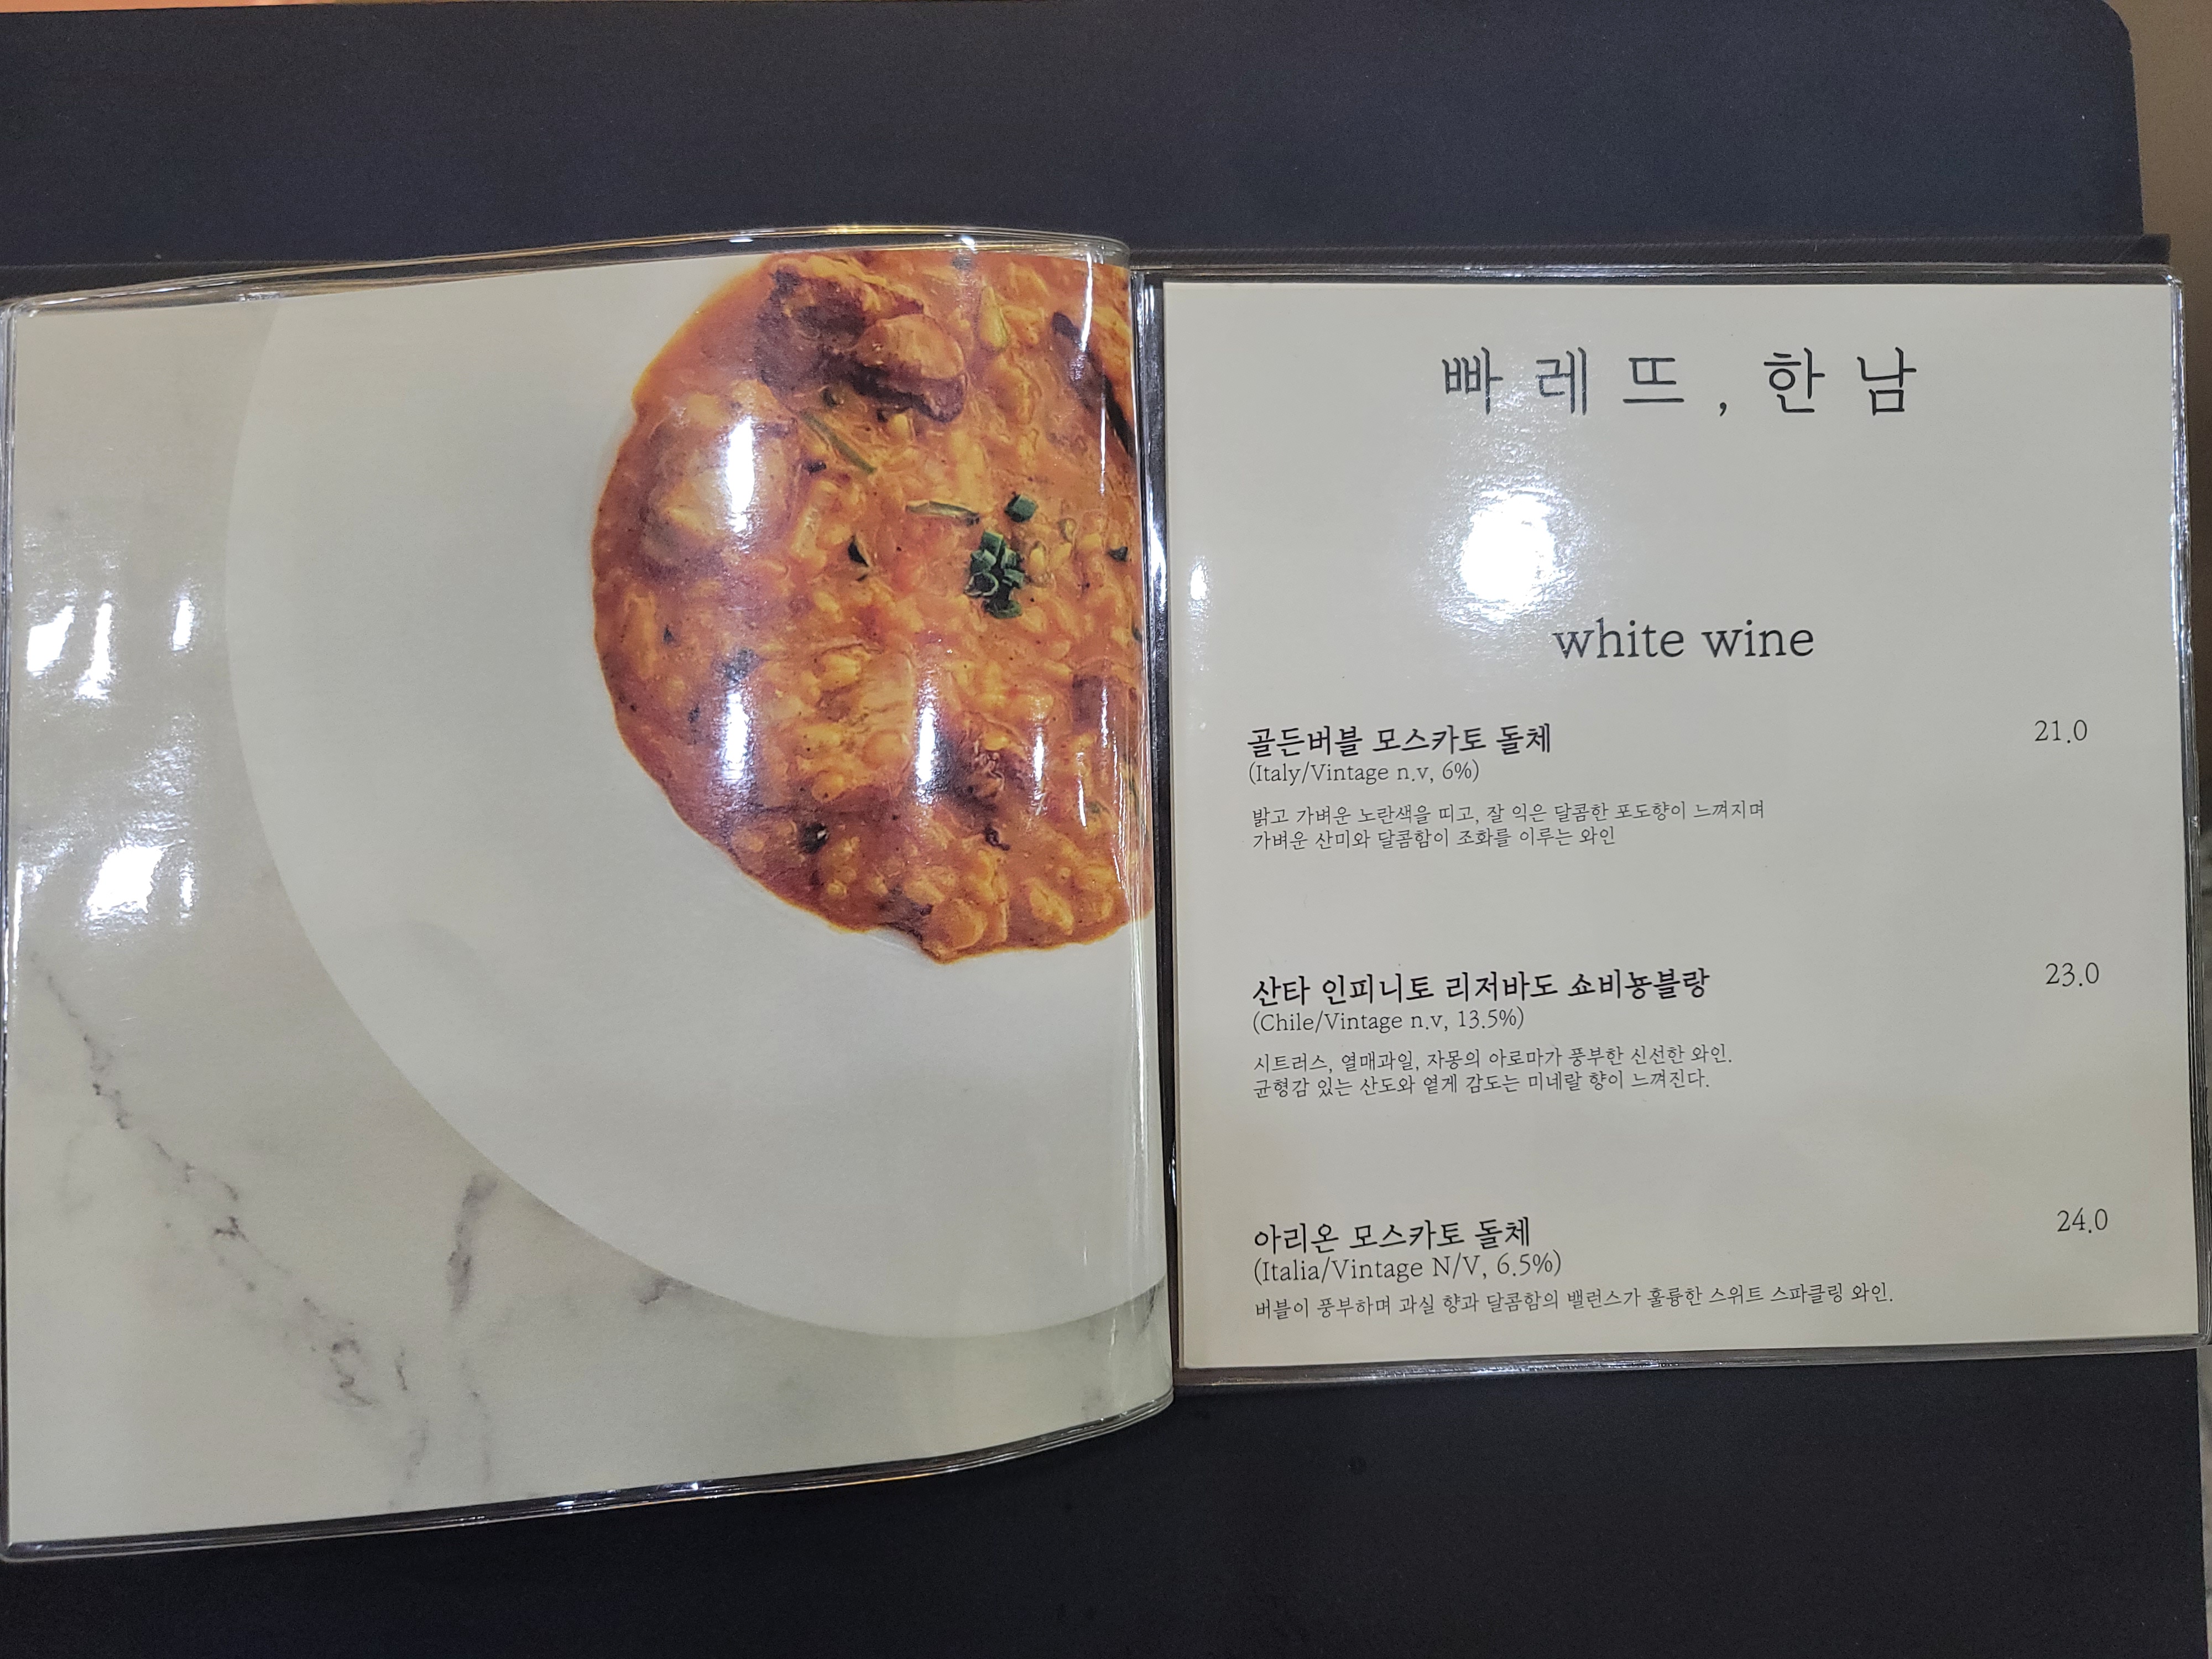 빠레뜨, 한남
white wine
골든버블 모스카토 돌체 21.0
(Italy/Vintage n.v, 6%)
밝고 가벼운 노란색을 띠고, 잘 익은 달콤한 포도향이 느껴지며
가벼운 산미와 달콤함이 조화를 이루는 와인
산타 인피니토 리저바도 쇼비뇽블랑 23.0
(Chile/Vintage n.v, 13.5%)
시트러스, 열매과일, 자몽의 아로마가 풍부한 신선한 와인.
균형감 있는 산도와 옅게 감도는 미네랄 향이 느껴진다.
아리온 모스카토 돌체 24.0
(Italia/Vintage N/V, 6.5%)
버블이 풍부하며 과실 향과 달콤함의 밸런스가 훌륭한 스위트 스파클링 와인.